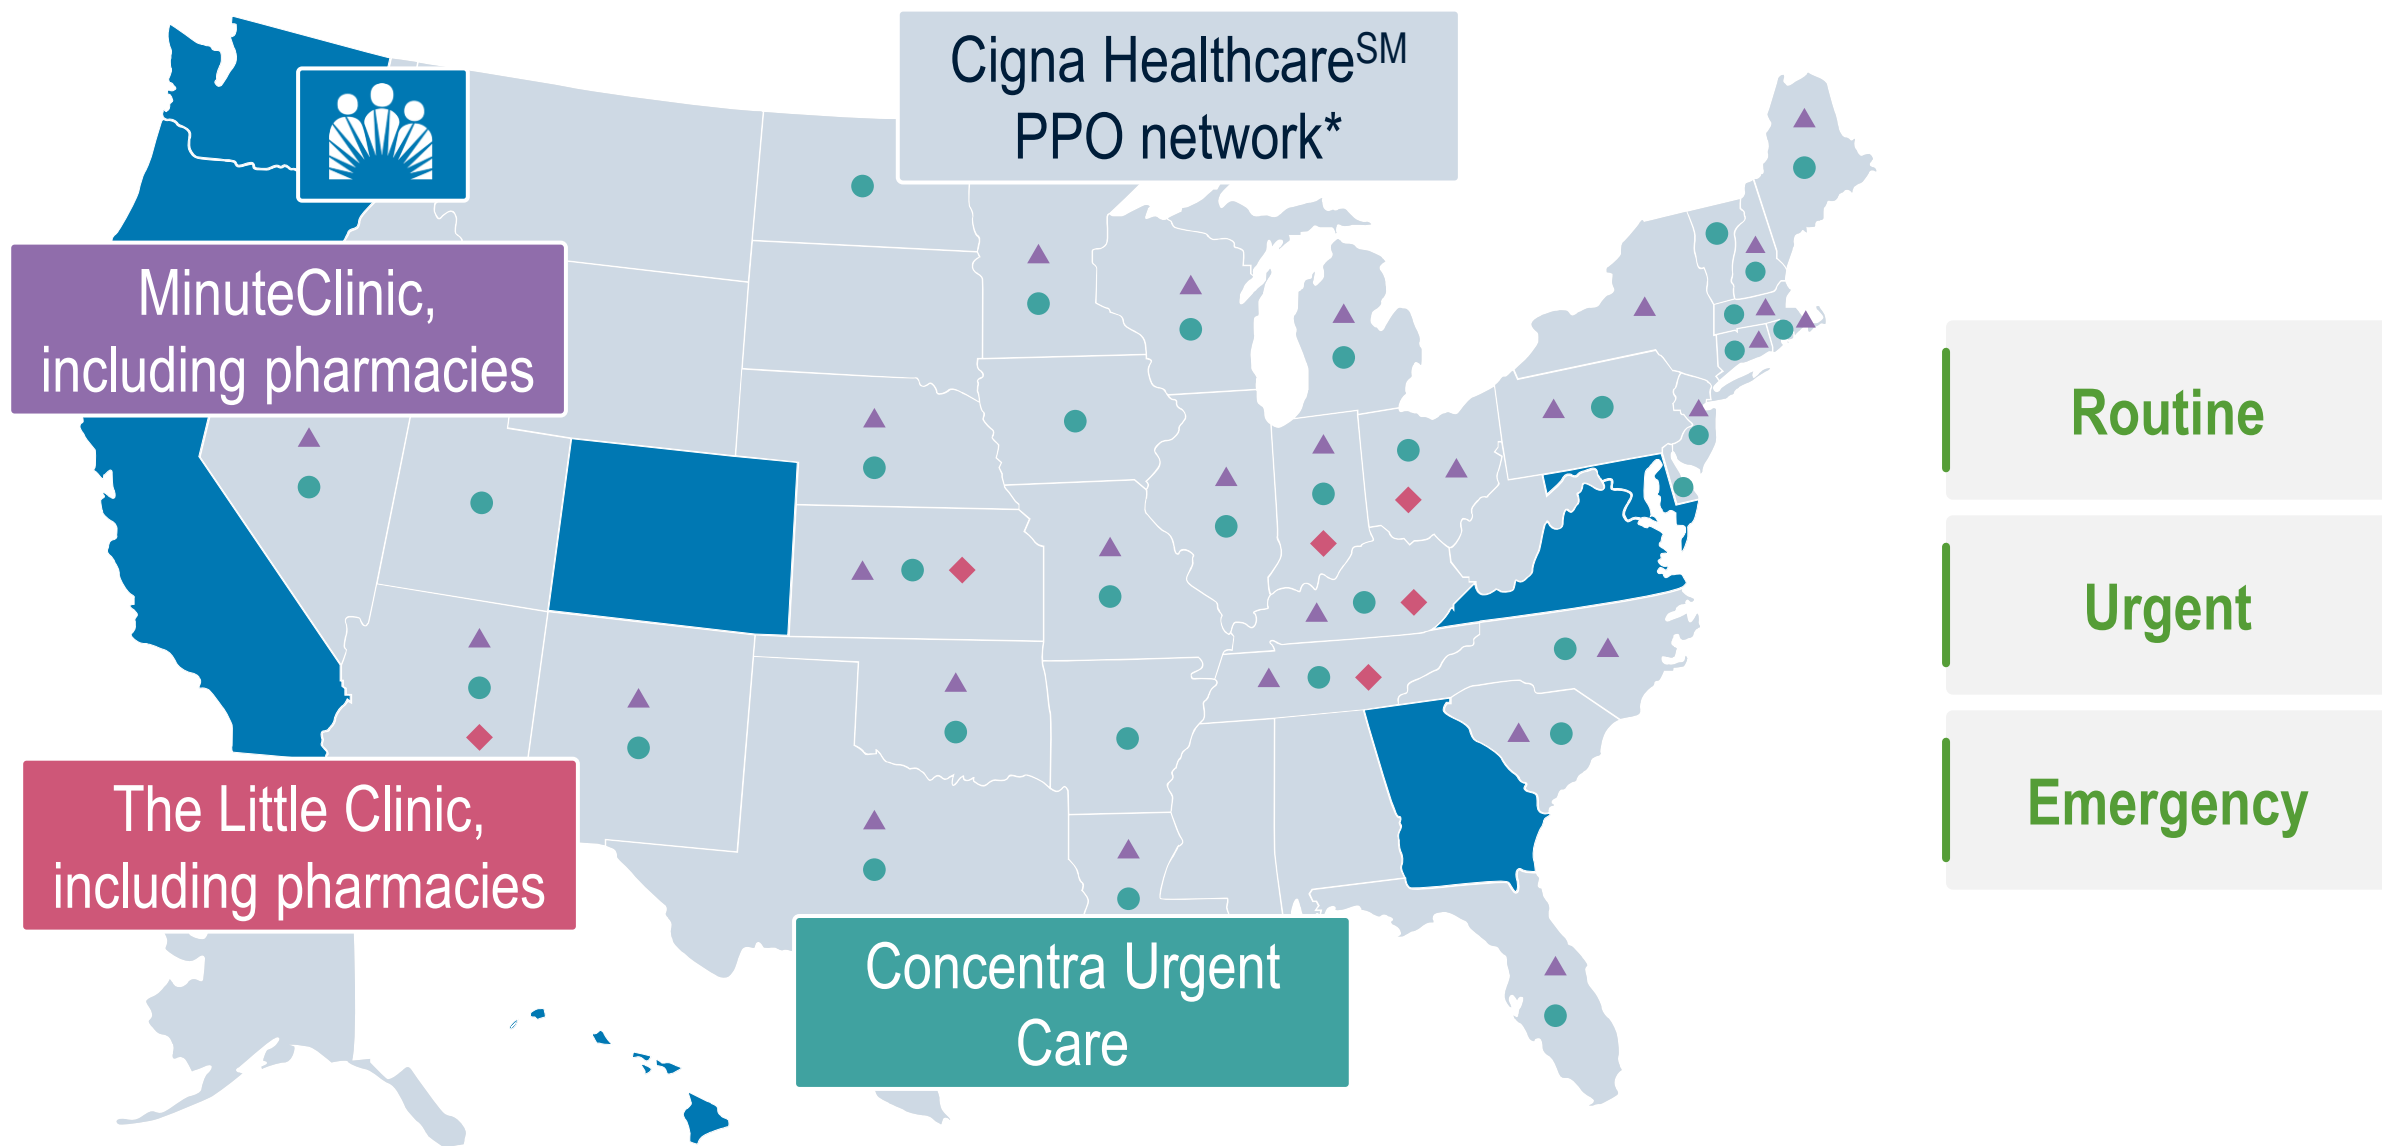 Cigna Healthcare℠
PPO network*
MinuteClinic,
including pharmacies
The Little Clinic,
including pharmacies
Concentra Urgent
Care
Routine
Urgent
Emergency